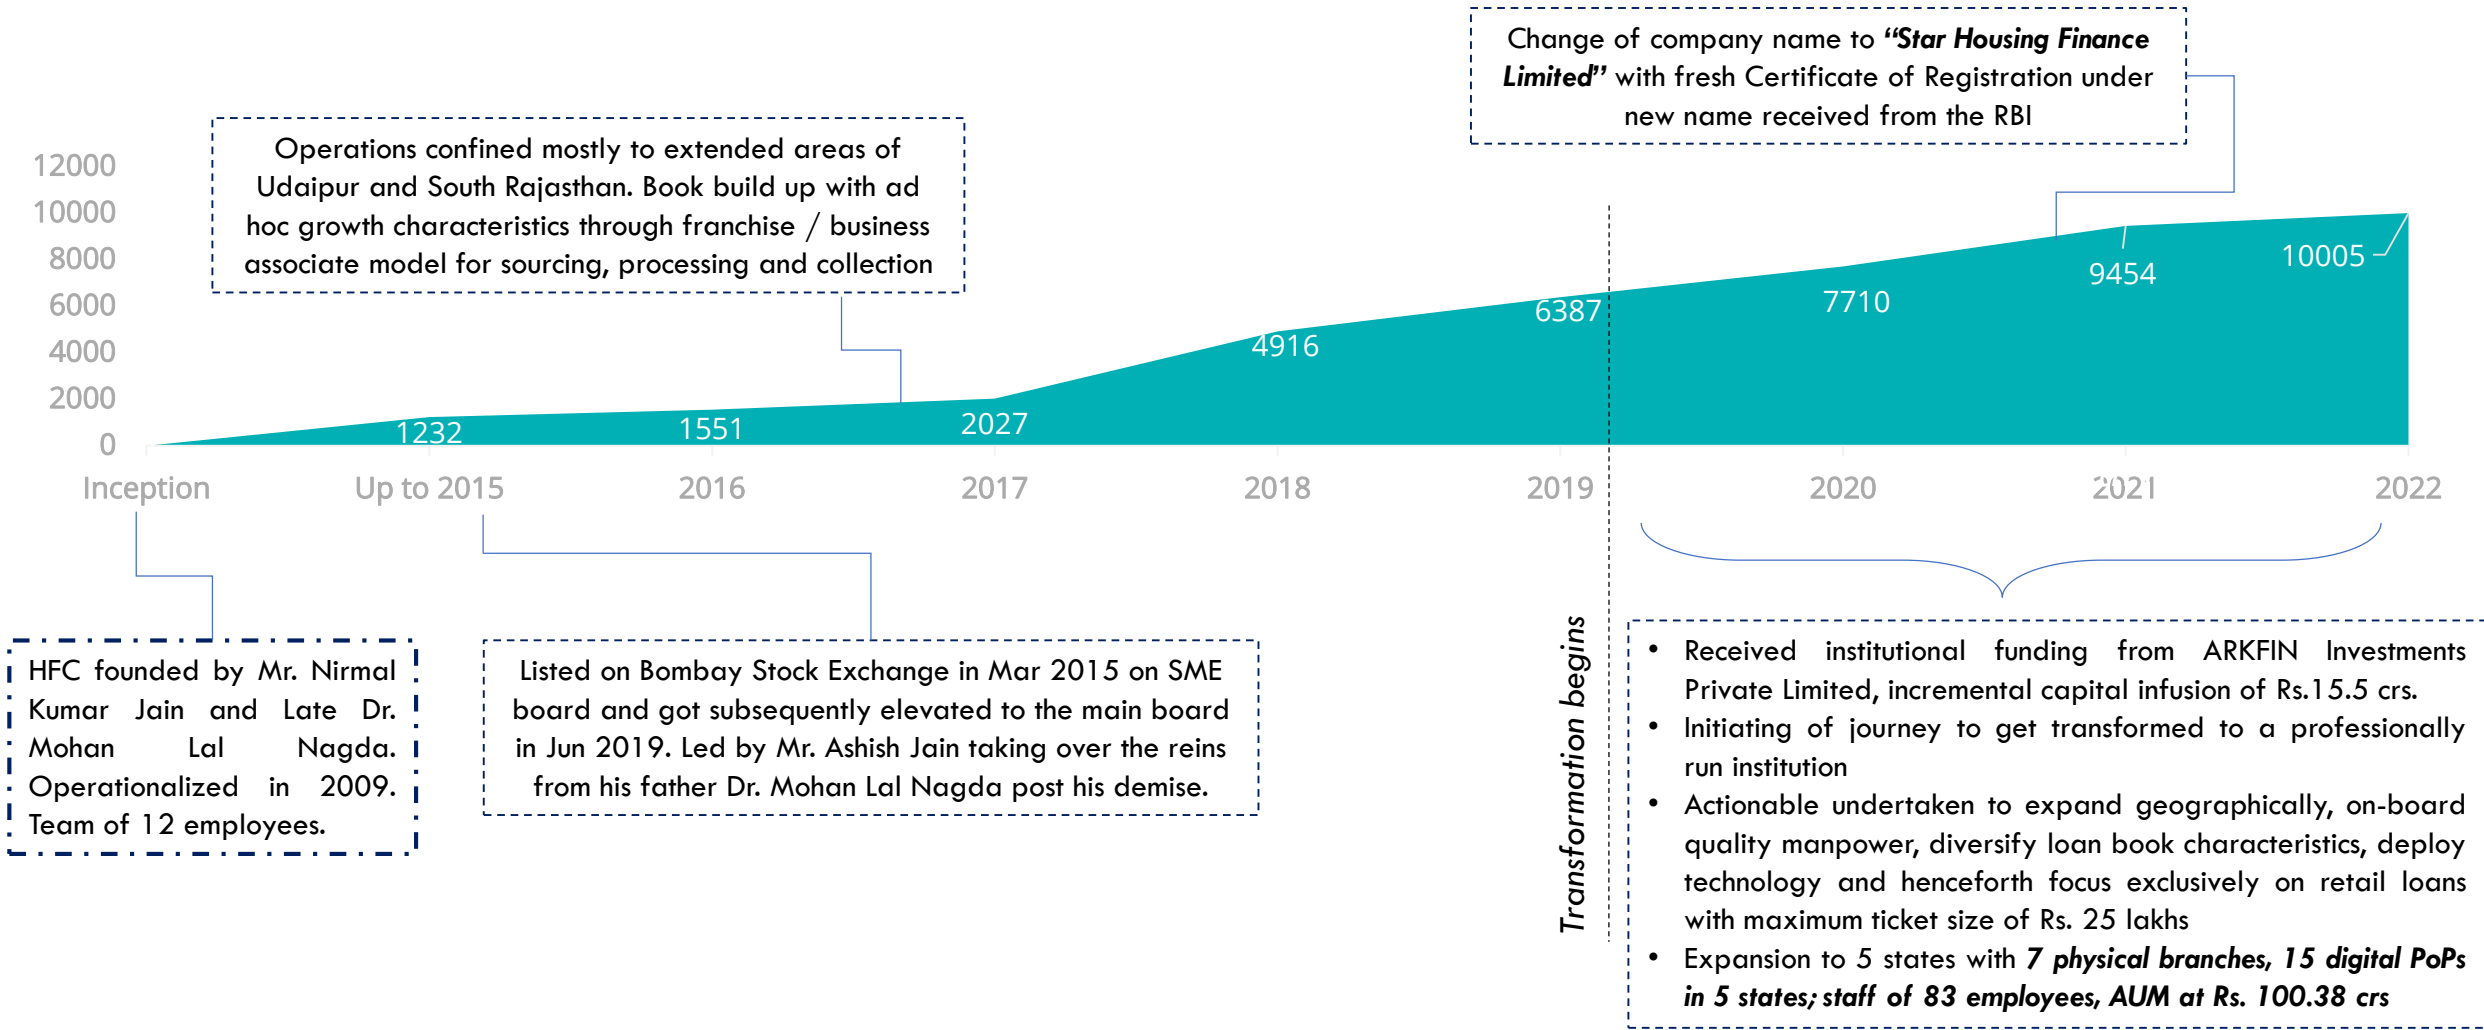 Change of company name to “Star Housing Finance
Limited” with fresh Certificate of Registration under
new name received from the RBI
Operations confined mostly to extended areas of
Udaipur and South Rajasthan. Book build up with ad
hoc growth characteristics through franchise / business
associate model for sourcing, processing and collection
12000
10000
8000
6000
4000
2000
0
1232
1551
2027
4916
6387
7710
9454
10005
Inception
Up to 2015
2016
2017
2018
2019
2020
2021
2022
HFC founded by Mr. Nirmal
Kumar Jain and Late Dr.
Mohan Lal Nagda.
Operationalized in 2009.
Team of 12 employees.
Listed on Bombay Stock Exchange in Mar 2015 on SME
board and got subsequently elevated to the main board
in Jun 2019. Led by Mr. Ashish Jain taking over the reins
from his father Dr. Mohan Lal Nagda post his demise.
Transformation begins
• Received institutional funding from ARKFIN Investments
Private Limited, incremental capital infusion of Rs.15.5 crs.
• Initiating of journey to get transformed to a professionally
run institution
• Actionable undertaken to expand geographically, on-board
quality manpower, diversify loan book characteristics, deploy
technology and henceforth focus exclusively on retail loans
with maximum ticket size of Rs. 25 lakhs
• Expansion to 5 states with 7 physical branches, 15 digital PoPs
in 5 states; staff of 83 employees, AUM at Rs. 100.38 crs